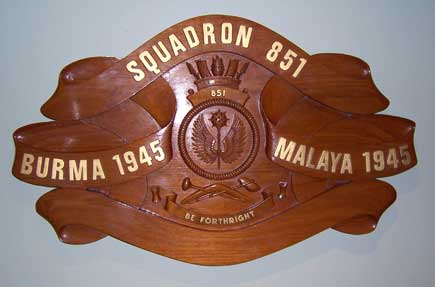 SQUADRON 851
851
BURMA 1945
MALAYA 1945
BE FORTHRIGHT